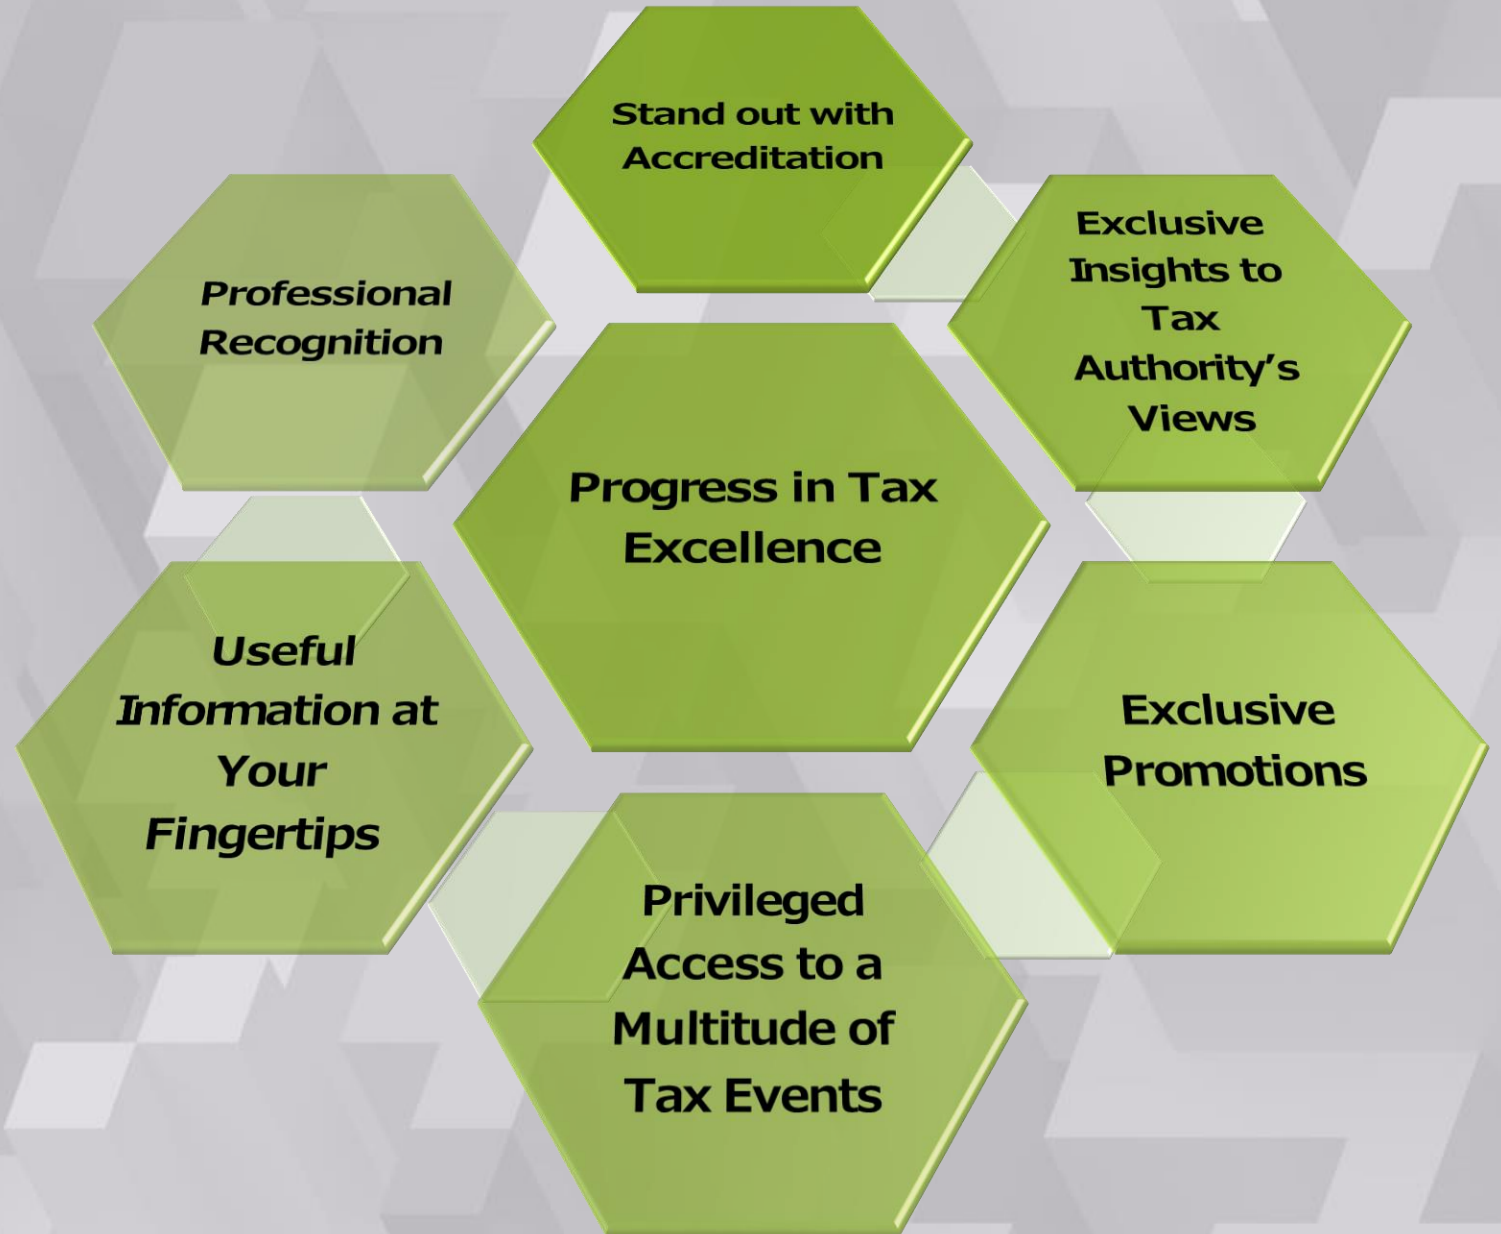 Stand out with
Accreditation
Exclusive
Insights to
Tax
Authority’s
Views
Professional
Recognition
Progress in Tax
Excellence
Useful
Information at
Your
Fingertips
Exclusive
Promotions
Privileged
Access to a
Multitude of
Tax Events